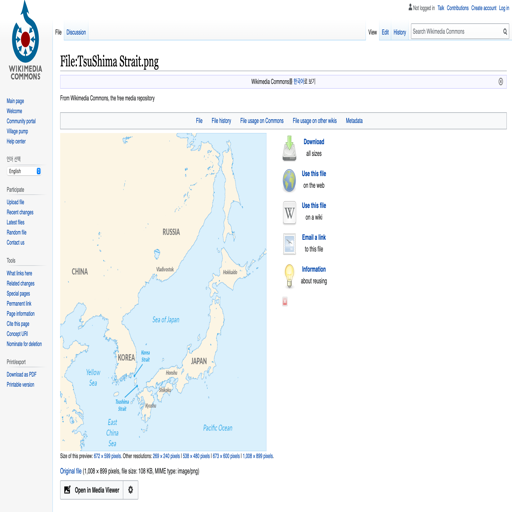 Not logged in Talk Contributions Create account Log in
File Discussion
View Edit History
Search Wikimedia Commons
WIKIMEDIA
COMMONS
File:TsuShima Strait.png
Wikimedia Commons를 한국어로 보기
From Wikimedia Commons, the free media repository
File File history File usage on Commons File usage on other wikis Metadata
Main page
Welcome
Community portal
Village pump
Help center
언어 선택
English
Participate
Upload file
Recent changes
Latest files
Random file
Contact us
Tools
What links here
Related changes
Special pages
Permanent link
Page information
Cite this page
Concept URI
Nominate for deletion
Print/export
Download as PDF
Printable version
RUSSIA
CHINA
Vladivostok
Hokkaido
Sea of Japan
KOREA
Korea
Strait
JAPAN
Honshu
Yellow
Sea
Shikoku
Tsushima
Strait
Kyushu
East
China
Sea
Pacific Ocean
Download
all sizes
Use this file
on the web
Use this file
on a wiki
Email a link
to this file
Information
about reusing
Size of this preview: 672 × 599 pixels. Other resolutions: 269 × 240 pixels | 538 × 480 pixels | 673 × 600 pixels | 1,008 × 899 pixels.
Original file (1,008 × 899 pixels, file size: 108 KB, MIME type: image/png)
Open in Media Viewer